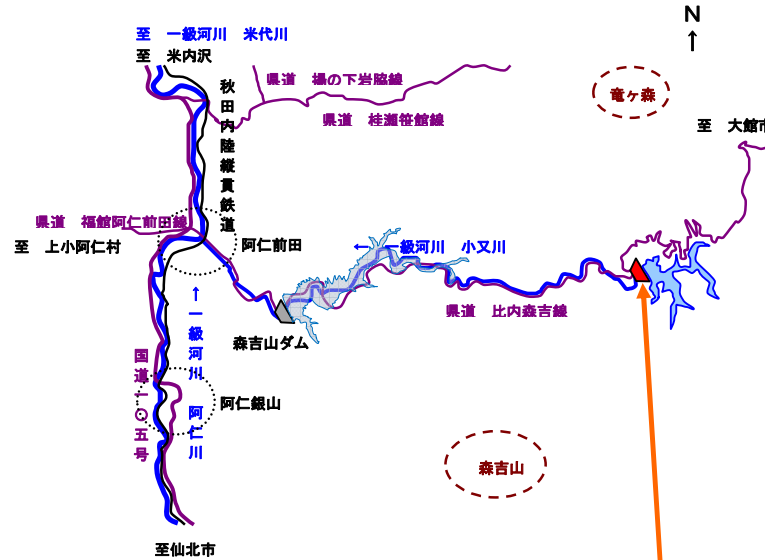 至　一級河川　米代川
至　米内沢
N
県道　場の下岩脇線
県道　桂瀬笹館線
竜ケ森
至　大館市
秋田内陸縦貫鉄道
県道　福館阿仁前田線
至　上小阿仁村
阿仁前田
←　一級河川　小又川
県道　比内森吉線
森吉山ダム
←一級河川　阿仁川
国道一〇五号
阿仁銀山
森吉山
至仙北市